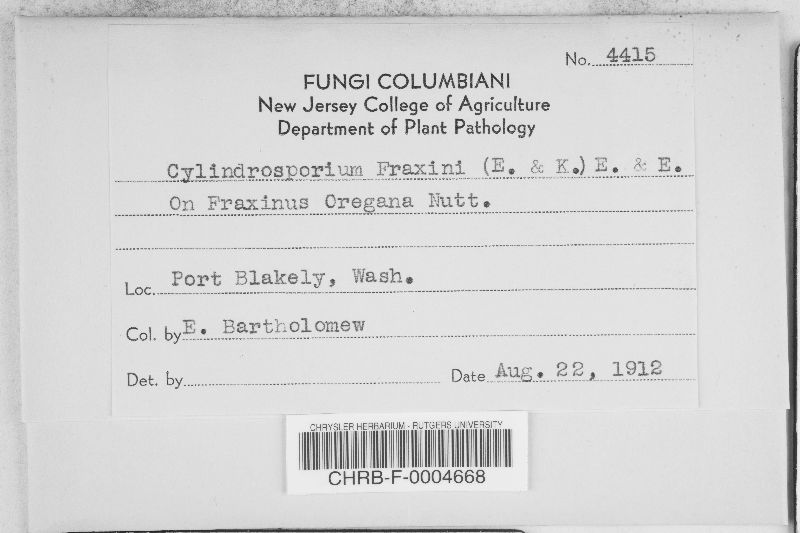 No. 4415
FUNGI COLUMBIANI
New Jersey College of Agriculture
Department of Plant Pathology
Cylindrosporium Fraxini (E. & K.) E. & E.
On Fraxinus Oregana Nutt.
Loc. Port Blakely, Wash.
Col. by E. Bartholomew
Det. by
Date Aug. 22, 1912
CHRYSLER HERBARIUM - RUTGERS UNIVERSITY
CHRB-F-0004668